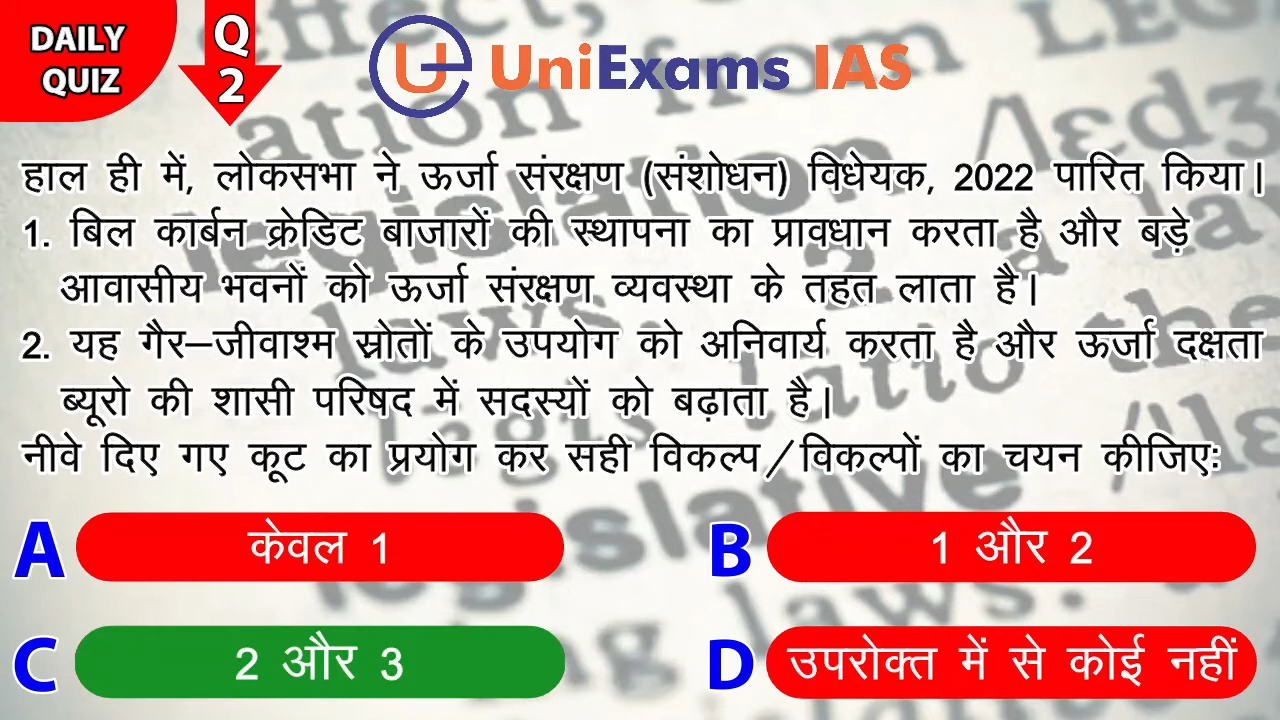 DAILY
QUIZ
Q
2
UniExams IAS
हाल ही में, लोकसभा ने ऊर्जा संरक्षण (संशोधन) विधेयक, 2022 पारित किया।
1. बिल कार्बन क्रेडिट बाजारों की स्थापना का प्रावधान करता है और बड़े
आवासीय भवनों को ऊर्जा संरक्षण व्यवस्था के तहत लाता है।
2. यह गैर–जीवाश्म स्रोतों के उपयोग को अनिवार्य करता है और ऊर्जा दक्षता
ब्यूरो की शासी परिषद में सदस्यों को बढ़ाता है।
नीवे दिए गए कूट का प्रयोग कर सही विकल्प/विकल्पों का चयन कीजिएः
A केवल 1
B 1 और 2
C 2 और 3
D उपरोक्त में से कोई नहीं